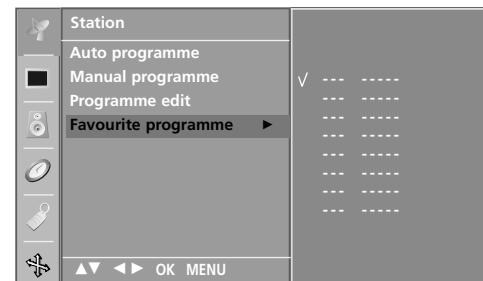 Station
Auto programme
Manual programme
√ --- -----
Programme edit
--- -----
--- -----
Favourite programme ►
--- -----
--- -----
--- -----
--- -----
--- -----
▲▼ ◄► OK MENU